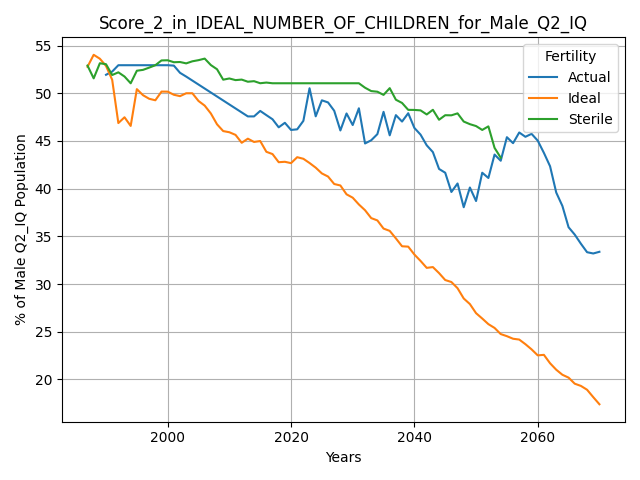 Score_2_in_IDEAL_NUMBER_OF_CHILDREN_for_Male_Q2_IQ
Fertility
Actual
Ideal
Sterile
% of Male Q2_IQ Population
55
50
45
40
35
30
25
20
2000
2020
2040
2060
Years